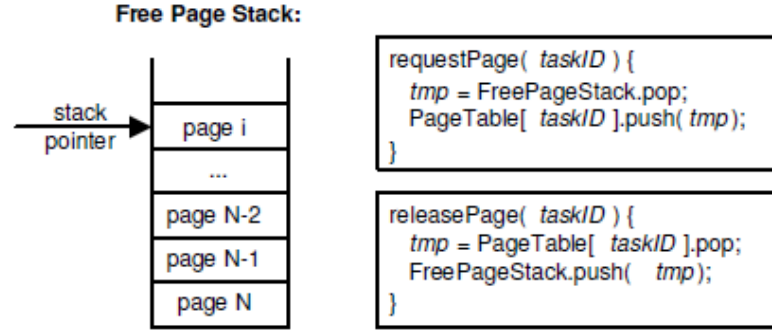 Free Page Stack:
stack
pointer
page i
...
page N-2
page N-1
page N
requestPage( taskID ) {
tmp = FreePageStack.pop;
PageTable[ taskID ].push( tmp );
}
releasePage( taskID ) {
tmp = PageTable[ taskID ].pop;
FreePageStack.push( tmp);
}